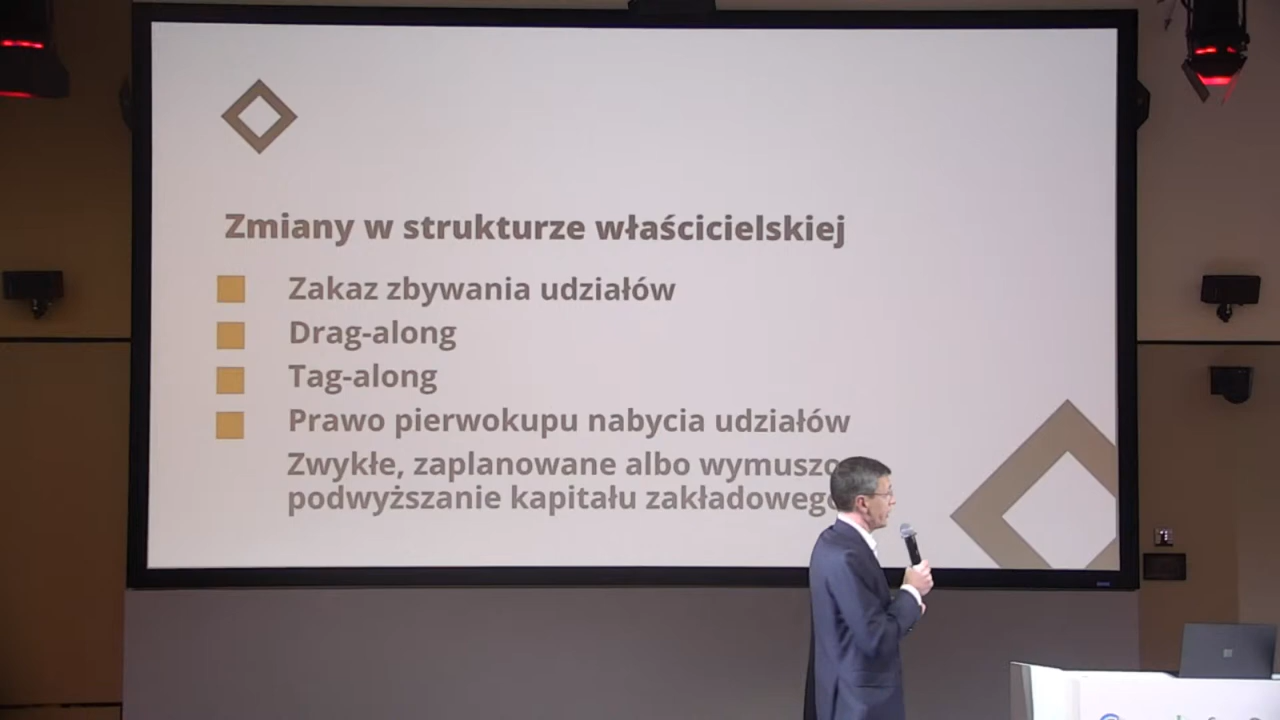 Zmiany w strukturze właścicielskiej
Zakaz zbywania udziałów
Drag-along
Tag-along
Prawo pierwokupu nabycia udziałów
Zwykłe, zaplanowane albo
podwyższanie kapitału zakładowego